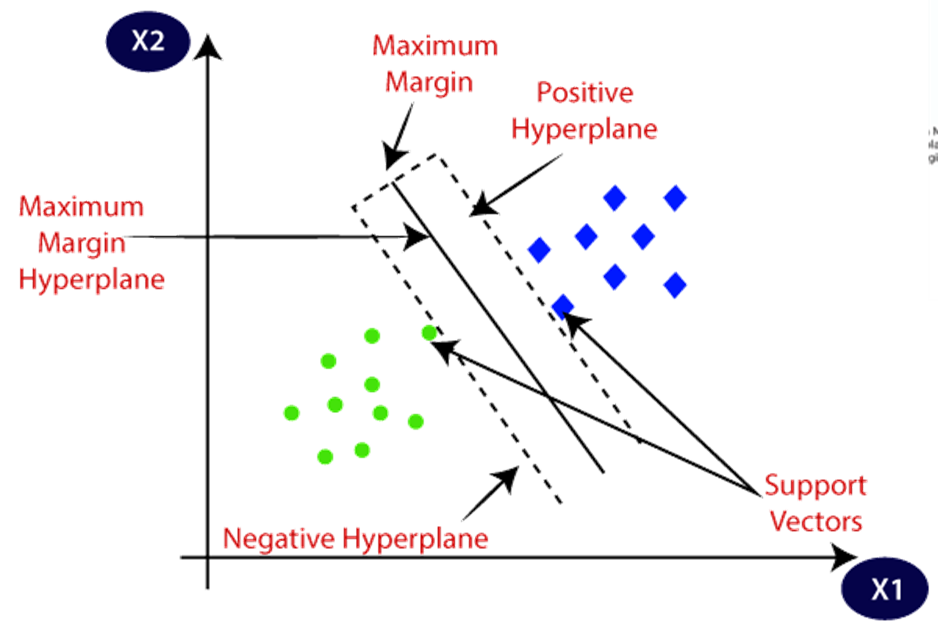 X2
Maximum
Margin
Positive
Hyperplane
Maximum
Margin
Hyperplane
Negative Hyperplane
Support
Vectors
X1